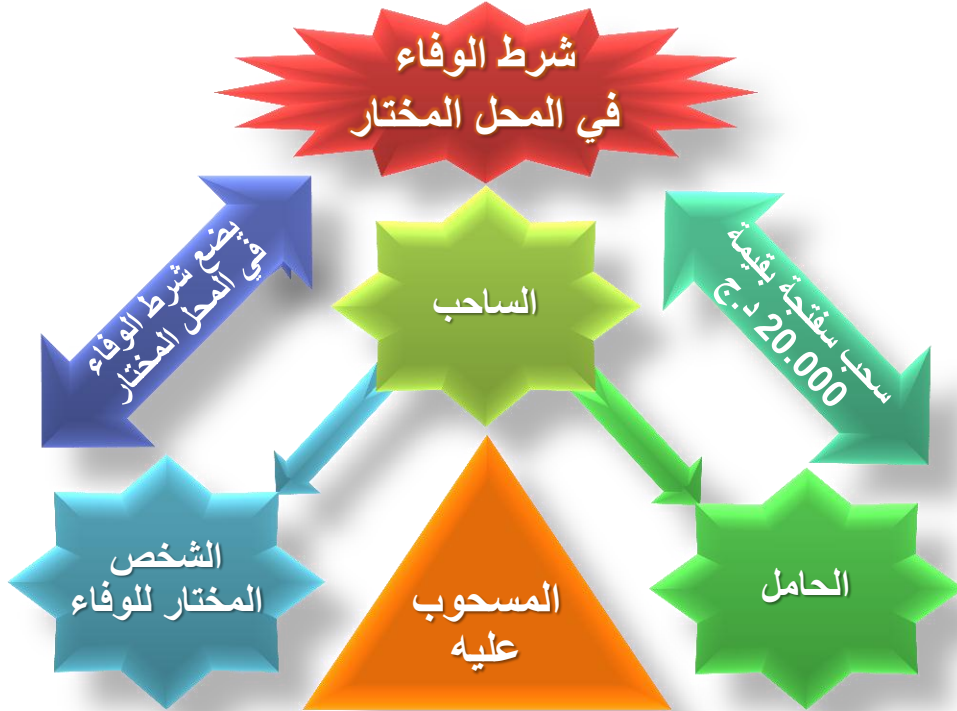 شرط الوفاء
في المحل المختار
يضع شرط الوفاء
في المحل المختار
الساحب
سحب سفتجة بقيمة
20.000 د.ج
الشخص
المختار للوفاء
المسحوب
عليه
الحامل